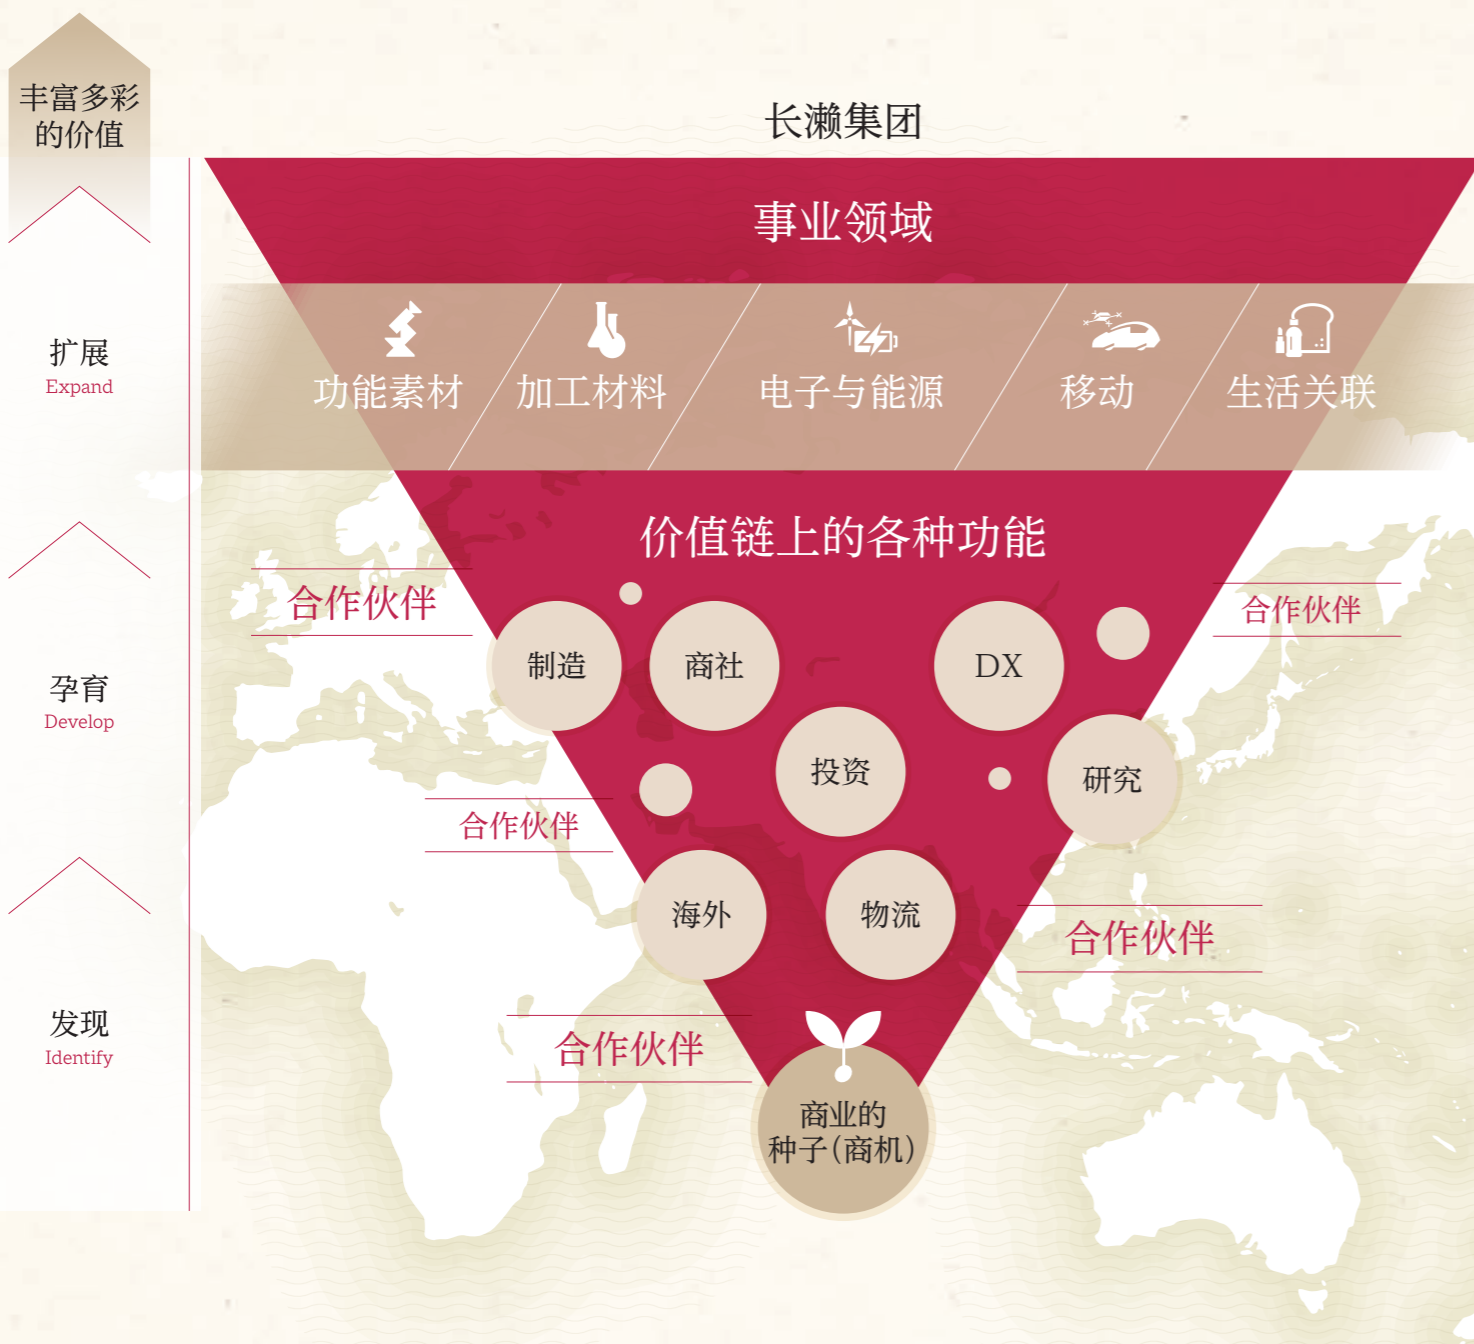 丰富多彩
的价值
长濑集团
事业领域
扩展
Expand
功能素材
加工材料
电子与能源
移动
生活关联
价值链上的各种功能
合作伙伴
合作伙伴
孕育
Develop
制造
商社
DX
投资
研究
合作伙伴
海外
物流
合作伙伴
发现
Identify
合作伙伴
商业的
种子(商机)